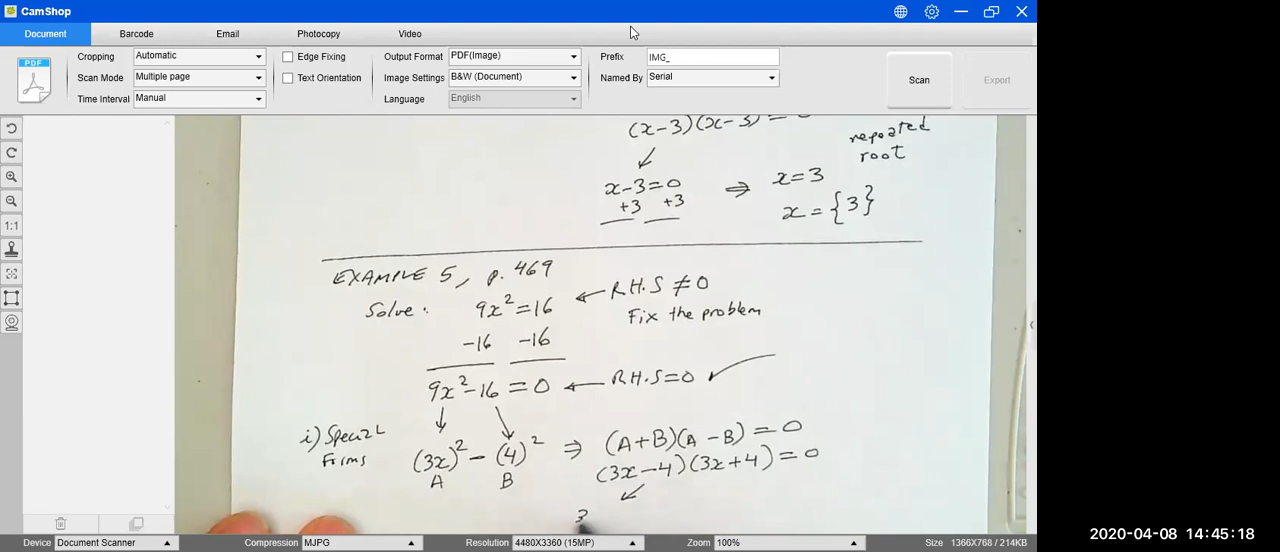 CamShop
Document Barcode Email Photocopy Video
PDF
Cropping Automatic Edge Fixing Output Format PDF(Image) Prefix IMG_
Scan Mode Multiple page Text Orientation Image Settings B&W (Document) Named By Serial
Time Interval Manual Language English
Scan Export
1:1
(x-3)(x-3) = 0
repeated
root
x-3=0 ⇒ x=3
+3 +3
x = {3}
EXAMPLE 5, p. 469
Solve: 9x²=16 ← R.H.S ≠ 0
Fix the problem
-16 -16
9x²-16 = 0 ← R.H.S=0 ✓
i) Special
Forms
(3x)² - (4)² ⇒ (A+B)(A-B) = 0
A B
(3x-4)(3x+4) = 0
3
Device Document Scanner Compression MJPG Resolution 4480X3360 (15MP) Zoom 100% Size 1366X768 / 214KB
2020-04-08 14:45:18